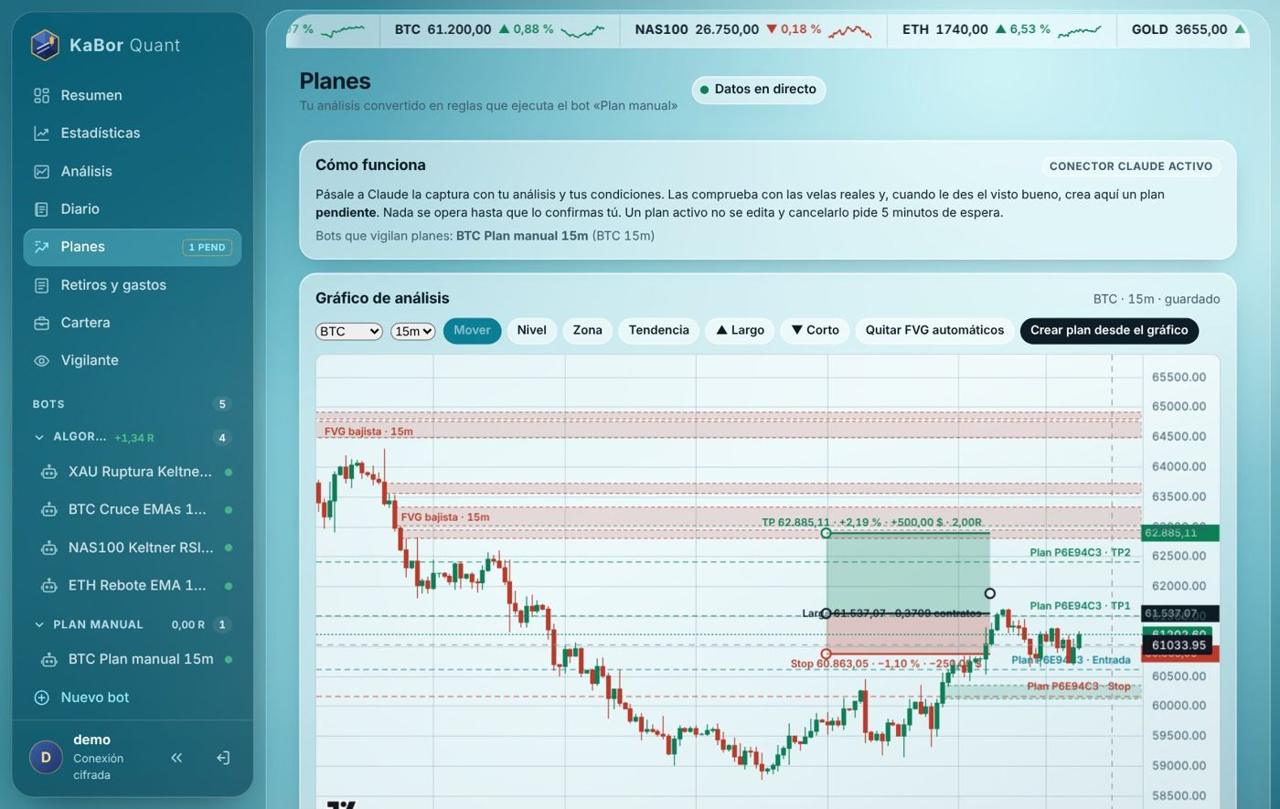 KaBor Quant
Resumen
Estadísticas
Análisis
Diario
Planes 1 PEND
Retiros y gastos
Cartera
Vigilante
BOTS 5
ALGOR... +1,34 R 4
XAU Ruptura Keltne...
BTC Cruce EMAs 1...
NAS100 Keltner RSI...
ETH Rebote EMA 1...
PLAN MANUAL 0,00 R 1
BTC Plan manual 15m
Nuevo bot
D
demo
Conexión
cifrada
7 % BTC 61.200,00 ▲ 0,88 % NAS100 26.750,00 ▼ 0,18 % ETH 1740,00 ▲ 6,53 % GOLD 3655,00 ▲
Planes
Tu análisis convertido en reglas que ejecuta el bot «Plan manual»
Datos en directo
Cómo funciona
CONECTOR CLAUDE ACTIVO
Pásale a Claude la captura con tu análisis y tus condiciones. Las comprueba con las velas reales y, cuando le des el visto bueno, crea aquí un plan
pendiente. Nada se opera hasta que lo confirmas tú. Un plan activo no se edita y cancelarlo pide 5 minutos de espera.
Bots que vigilan planes: BTC Plan manual 15m (BTC 15m)
Gráfico de análisis
BTC · 15m · guardado
BTC 15m Mover Nivel Zona Tendencia ▲ Largo ▼ Corto Quitar FVG automáticos Crear plan desde el gráfico
65500.00
65000.00
FVG bajista · 15m
64500.00
64000.00
63500.00
FVG bajista · 15m
TP 62.885,11 · +2,19 % · +500,00 $ · 2,00R
62.885,11
Plan P6E94C3 · TP2
62500.00
62000.00
Plan P6E94C3 · TP1
61.537,07 · 0,3709 contratos
61.537,07
61033.95
Stop 60.863,05 · −1,10 % ·
Plan P6E94C3 · Entrada
60500.00
Plan P6E94C3 · Stop
60000.00
59500.00
59000.00
58500.00